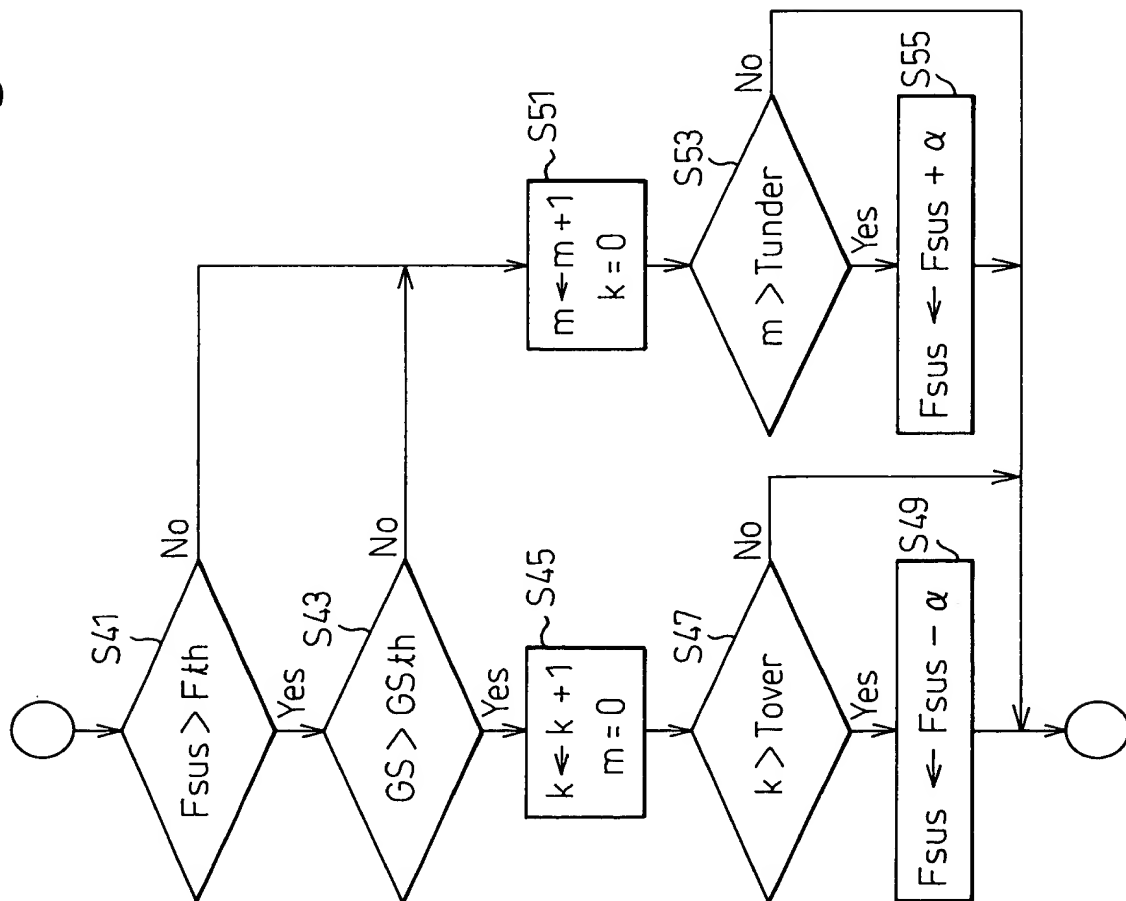 S41
Fsus > Fth
No
Yes
S43
GS > GSth
No
Yes
S45
k ← k + 1
m = 0
S47
k > Tover
No
Yes
S49
Fsus ← Fsus − α
S51
m ← m + 1
k = 0
S53
m > Tunder
No
Yes
S55
Fsus ← Fsus + α